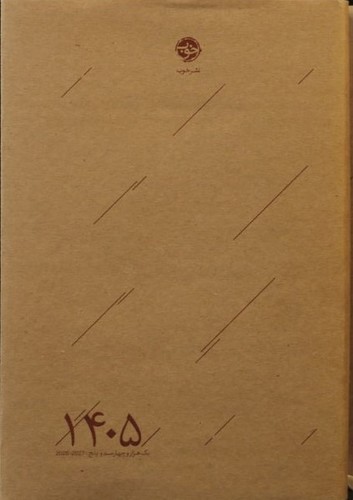 نشر خوب
۱۴۰۵
یک هزار و چهارصد و پنج - 2026-2027